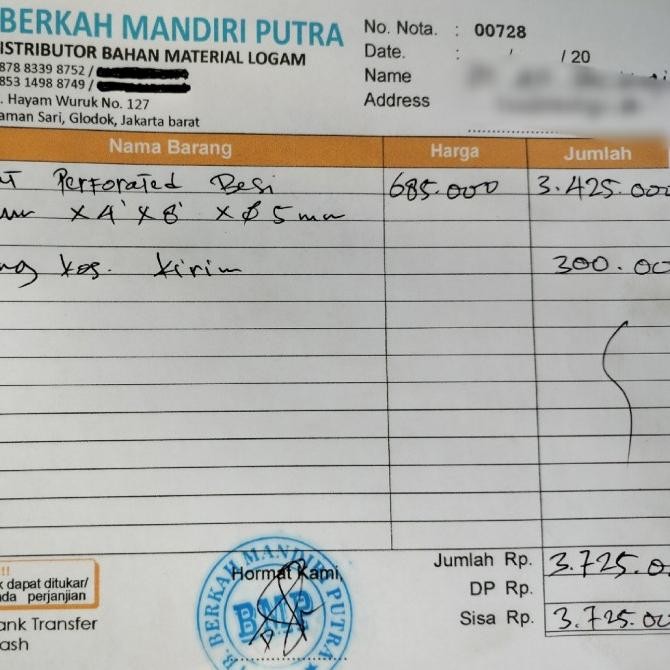 BERKAH MANDIRI PUTRA
ISTRIBUTOR BAHAN MATERIAL LOGAM
878 8339 8752 /
853 1498 8749 /
. Hayam Wuruk No. 127
aman Sari, Glodok, Jakarta barat
No. Nota. : 00728
Date. : / / 20
Name
Address
Nama Barang Harga Jumlah
Perforated Besi 685.000 3.425.000
x 4' x 8' x Ø 5 mm
kirim 300.00
!!
k dapat ditukar/
da perjanjian
ank Transfer
ash
Hormat Kami,
BERKAH MANDIRI PUTRA
BMP
Jumlah Rp. 3.725.0
DP Rp.
Sisa Rp. 3.725.00